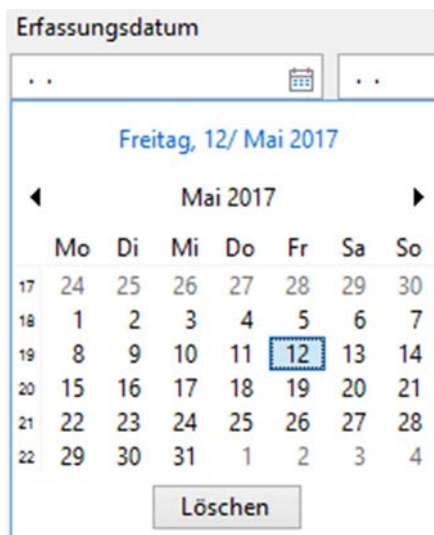 Erfassungsdatum
. . . .
Freitag, 12/ Mai 2017
Mai 2017
Mo Di Mi Do Fr Sa So
17 24 25 26 27 28 29 30
18 1 2 3 4 5 6 7
19 8 9 10 11 12 13 14
20 15 16 17 18 19 20 21
21 22 23 24 25 26 27 28
22 29 30 31 1 2 3 4
Löschen